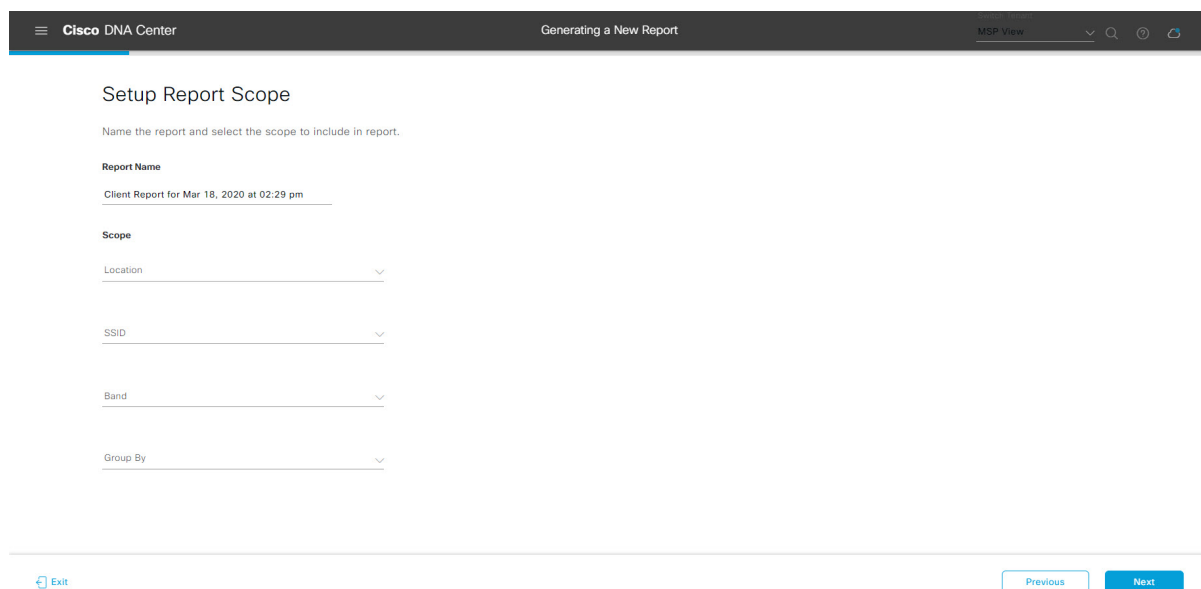 Cisco DNA Center
Generating a New Report
Switch Tenant
MSP View
Setup Report Scope
Name the report and select the scope to include in report.
Report Name
Client Report for Mar 18, 2020 at 02:29 pm
Scope
Location
SSID
Band
Group By
Exit
Previous
Next